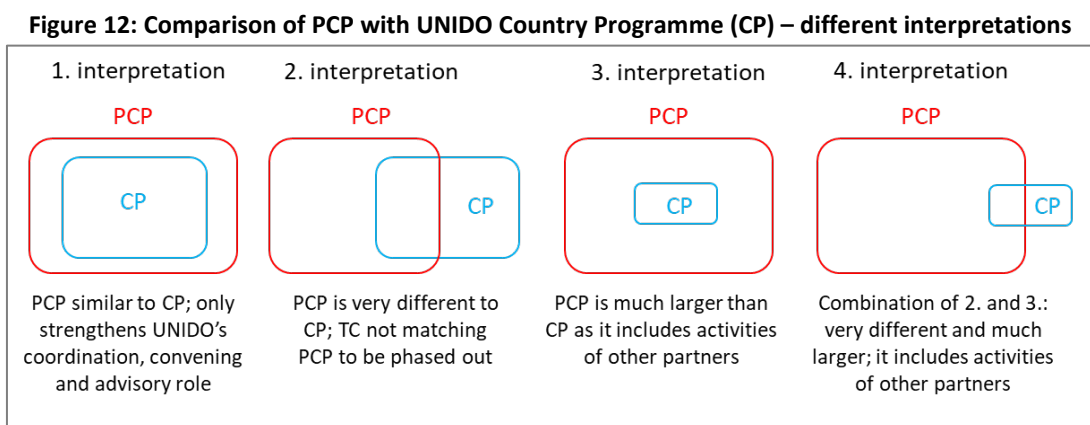 Figure 12: Comparison of PCP with UNIDO Country Programme (CP) – different interpretations
1. interpretation
PCP
CP
PCP similar to CP; only
strengthens UNIDO's
coordination, convening
and advisory role
2. interpretation
PCP
CP
PCP is very different to
CP; TC not matching
PCP to be phased out
3. interpretation
PCP
CP
PCP is much larger than
CP as it includes activities
of other partners
4. interpretation
PCP
CP
Combination of 2. and 3.:
very different and much
larger; it includes activities
of other partners